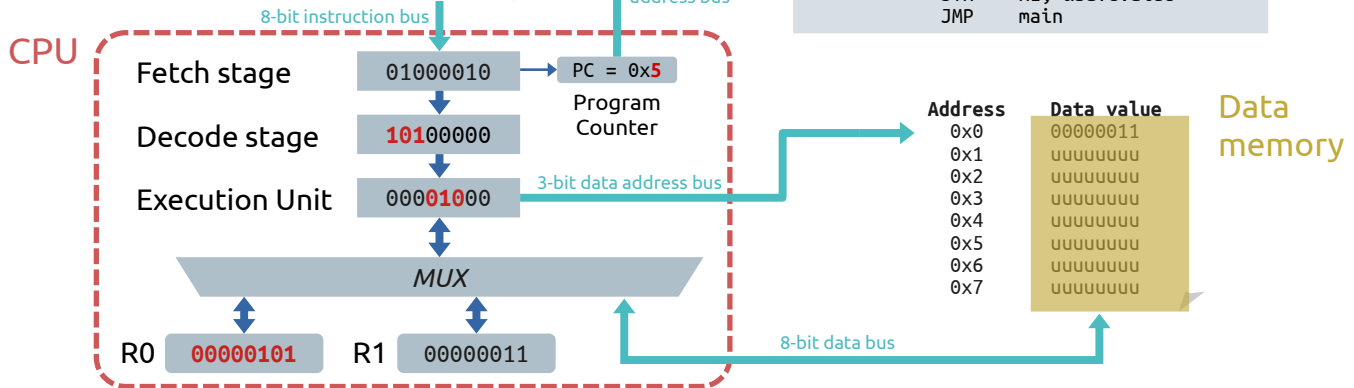 8-bit instruction bus
address bus
JMP main
CPU
Fetch stage
01000010
PC = 0x5
Program
Counter
Decode stage
10100000
Execution Unit
00001000
3-bit data address bus
MUX
R0
00000101
R1
00000011
8-bit data bus
Address Data value
0x0 00000011
0x1 uuuuuuuu
0x2 uuuuuuuu
0x3 uuuuuuuu
0x4 uuuuuuuu
0x5 uuuuuuuu
0x6 uuuuuuuu
0x7 uuuuuuuu
Data
memory